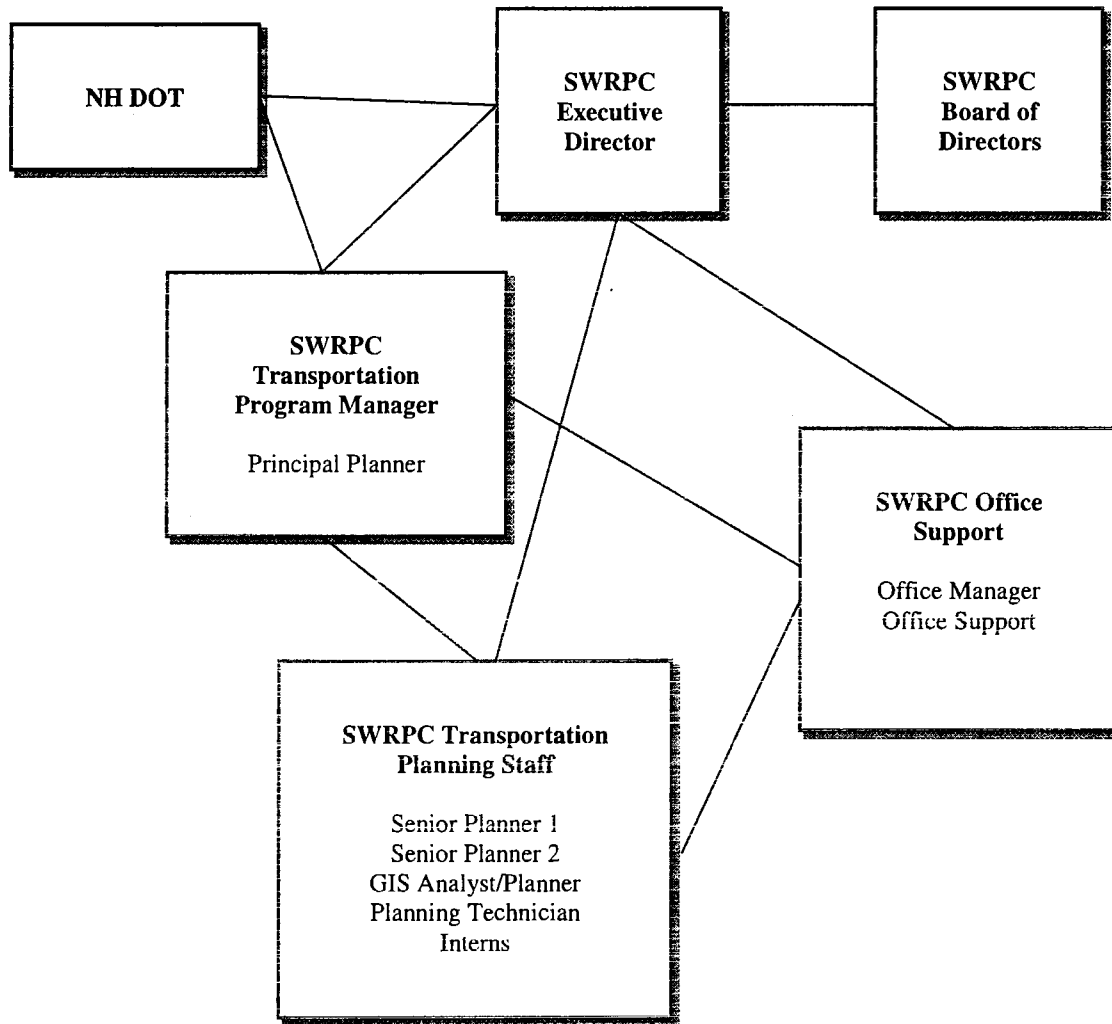 NH DOT
SWRPC
Executive
Director
SWRPC
Board of
Directors
SWRPC
Transportation
Program Manager
Principal Planner
SWRPC Office
Support
Office Manager
Office Support
SWRPC Transportation
Planning Staff
Senior Planner 1
Senior Planner 2
GIS Analyst/Planner
Planning Technician
Interns